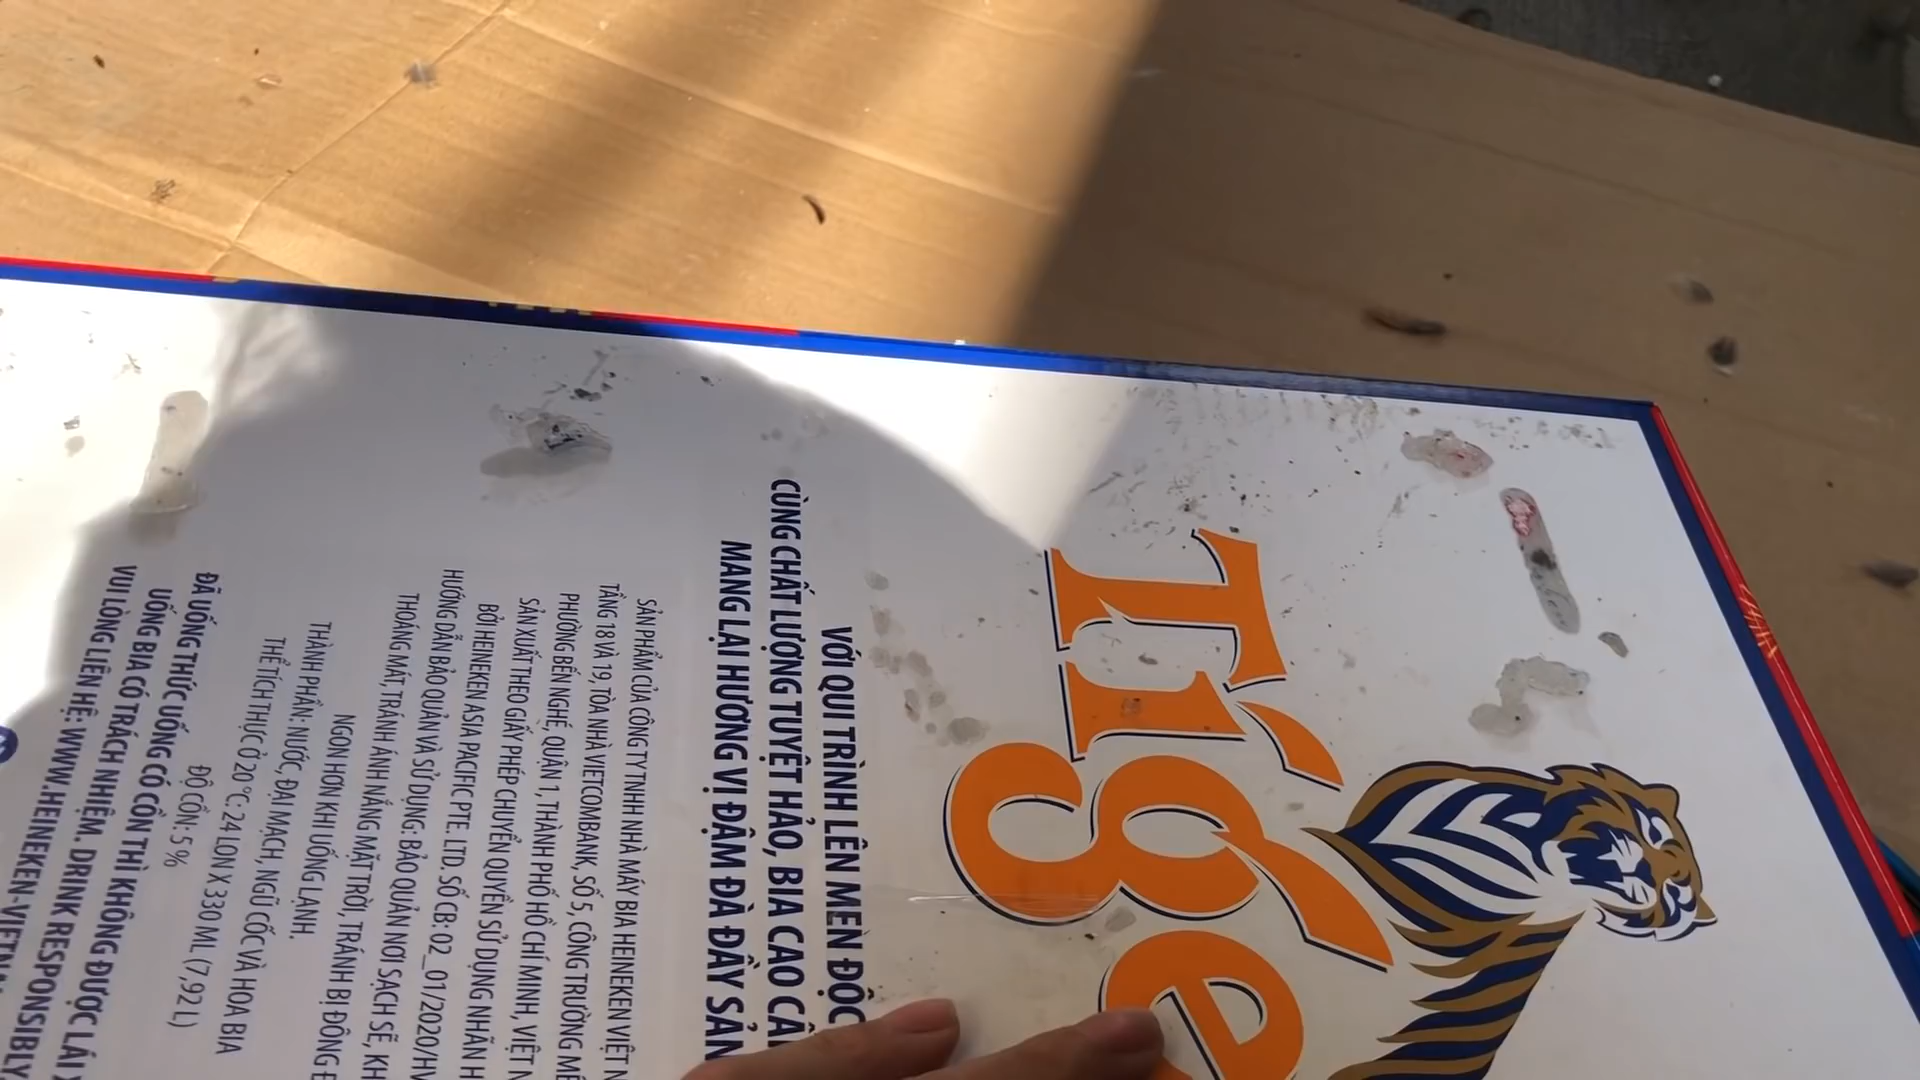 Tige
VỚI QUI TRÌNH LÊN MEN ĐỘC
CÙNG CHẤT LƯỢNG TUYỆT HẢO, BIA CAO CẤ
MANG LẠI HƯƠNG VỊ ĐẬM ĐÀ ĐẦY SẢN
SẢN PHẨM CỦA CÔNG TY TNHH NHÀ MÁY BIA HEINEKEN VIỆT N
TẦNG 18 VÀ 19, TÒA NHÀ VIETCOMBANK, SỐ 5, CÔNG TRƯỜNG MÊ
PHƯỜNG BẾN NGHÉ, QUẬN 1, THÀNH PHỐ HỒ CHÍ MINH, VIỆT N
SẢN XUẤT THEO GIẤY PHÉP CHUYỂN QUYỀN SỬ DỤNG NHÃN H
BỞI HEINEKEN ASIA PACIFIC PTE. LTD. SỐ CB: 02_01/2020/HV
HƯỚNG DẪN BẢO QUẢN VÀ SỬ DỤNG: BẢO QUẢN NƠI SẠCH SẼ, KH
THOÁNG MÁT, TRÁNH ÁNH NẮNG MẶT TRỜI, TRÁNH BỊ ĐÔNG Đ
NGON HƠN KHI UỐNG LẠNH.
THÀNH PHẦN: NƯỚC, ĐẠI MẠCH, NGŨ CỐC VÀ HOA BIA
THỂ TÍCH THỰC Ở 20°C: 24 LON X 330 ML (7,92 L)
ĐỘ CỒN: 5 %
ĐÃ UỐNG THỨC UỐNG CÓ CỒN THÌ KHÔNG ĐƯỢC LÁI X
UỐNG BIA CÓ TRÁCH NHIỆM. DRINK RESPONSIBLY
VUI LÒNG LIÊN HỆ: WWW.HEINEKEN-VIETNA